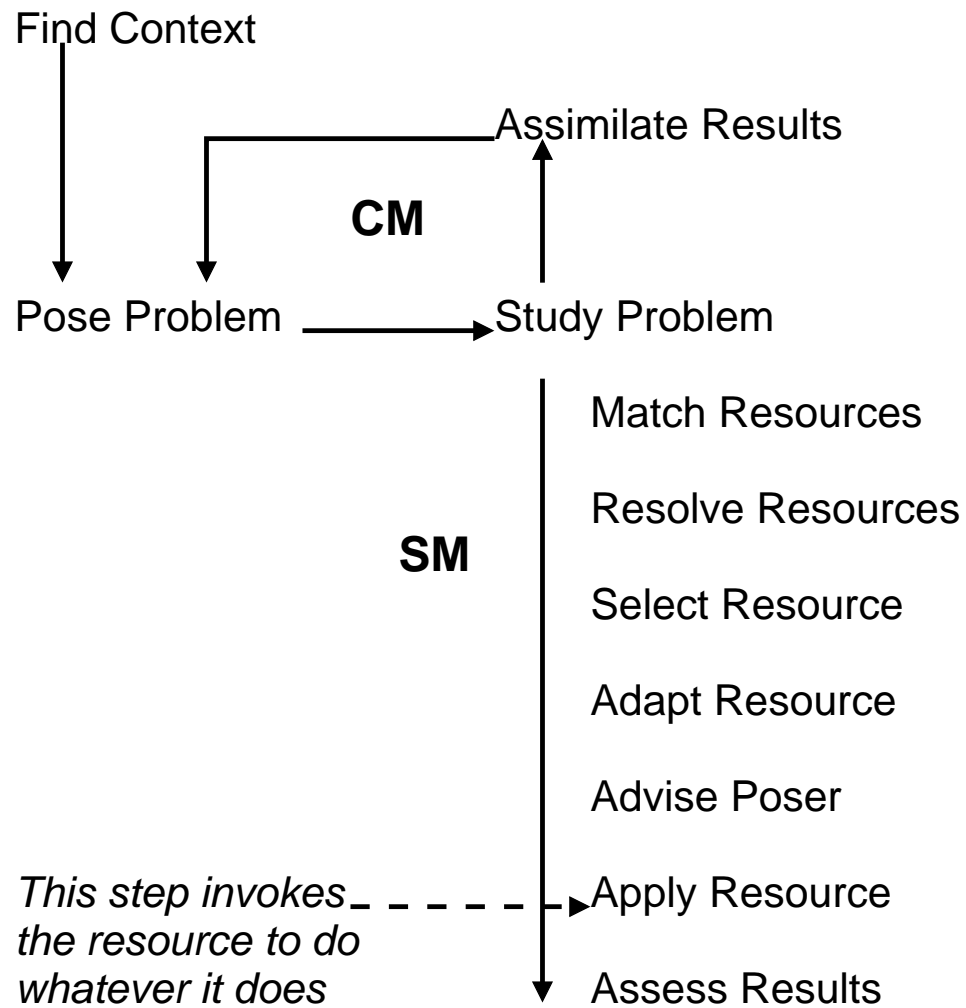 Find Context
Assimilate Results
CM
Pose Problem
Study Problem
Match Resources
Resolve Resources
SM
Select Resource
Adapt Resource
Advise Poser
This step invokes
the resource to do
whatever it does
Apply Resource
Assess Results